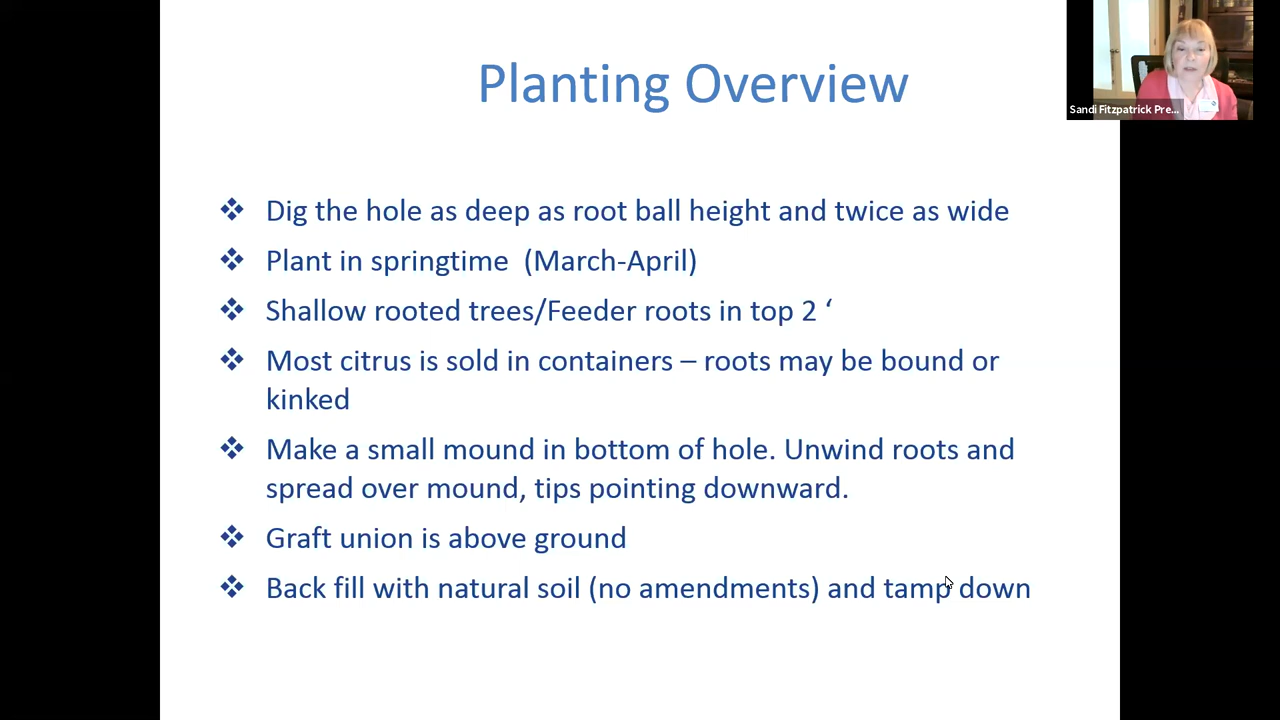 Planting Overview
Sandi Fitzpatrick Pre...
❖ Dig the hole as deep as root ball height and twice as wide
❖ Plant in springtime (March-April)
❖ Shallow rooted trees/Feeder roots in top 2 ‘
❖ Most citrus is sold in containers – roots may be bound or
kinked
❖ Make a small mound in bottom of hole. Unwind roots and
spread over mound, tips pointing downward.
❖ Graft union is above ground
❖ Back fill with natural soil (no amendments) and tamp down